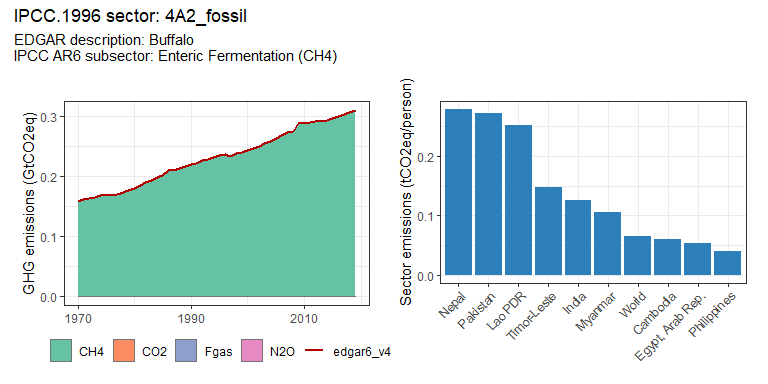 IPCC.1996 sector: 4A2_fossil
EDGAR description: Buffalo
IPCC AR6 subsector: Enteric Fermentation (CH4)
GHG emissions (GtCO2eq)
0.3
0.2
0.1
0.0
1970
1990
2010
CH4
CO2
Fgas
N2O
edgar6_v4
Sector emissions (tCO2eq/person)
0.2
0.1
0.0
Nepal
Pakistan
Lao PDR
Timor-Leste
India
Myanmar
World
Cambodia
Egypt, Arab Rep.
Philippines